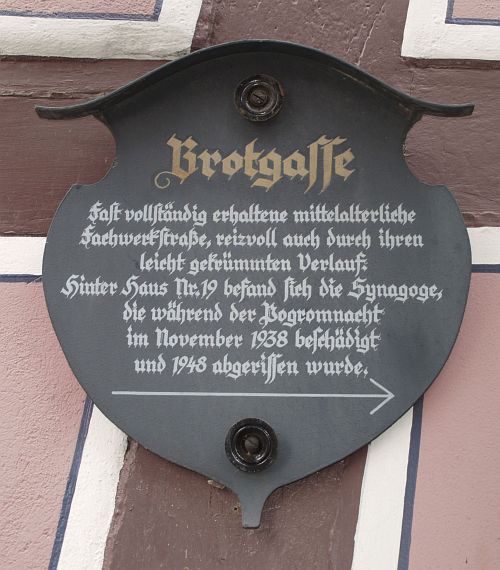 Brotgasse
Fast vollständig erhaltene mittelalterliche
Fachwerkstraße, reizvoll auch durch ihren
leicht gekrümmten Verlauf.
Hinter Haus Nr. 19 befand sich die Synagoge,
die während der Pogromnacht
im November 1938 beschädigt
und 1948 abgerissen wurde.